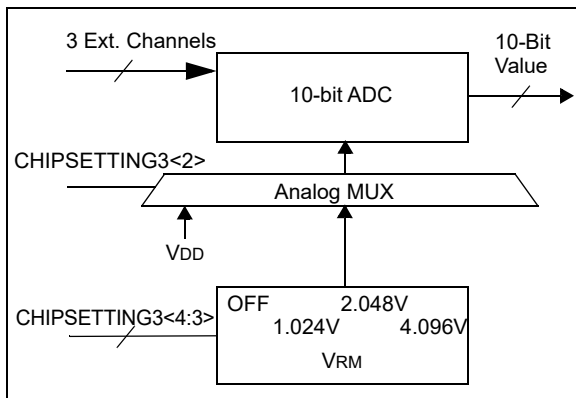 3 Ext. Channels
10-Bit
Value
10-bit ADC
CHIPSETTING3<2>
Analog MUX
VDD
CHIPSETTING3<4:3>
OFF 2.048V
1.024V 4.096V
VRM